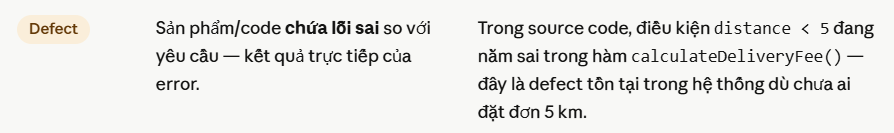 Defect
Sản phẩm/code chứa lỗi sai so với
yêu cầu — kết quả trực tiếp của
error.
Trong source code, điều kiện distance < 5 đang
nằm sai trong hàm calculateDeliveryFee() —
đây là defect tồn tại trong hệ thống dù chưa ai
đặt đơn 5 km.